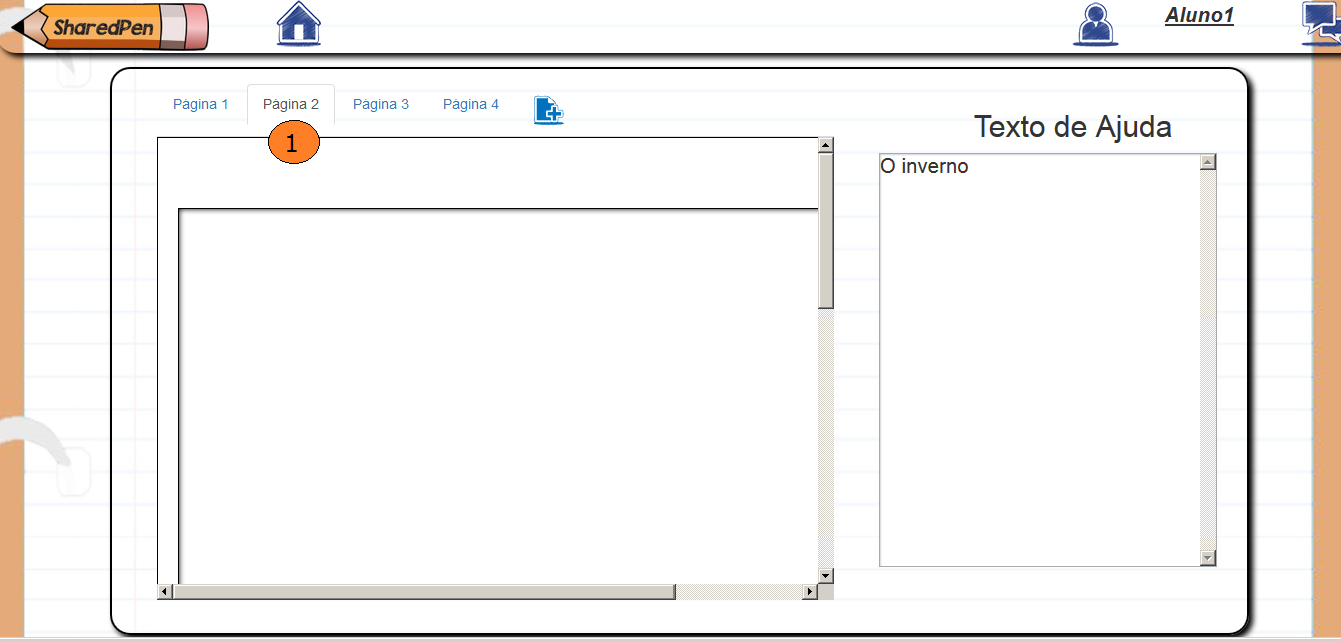 SharedPen
Aluno1
Página 1
Página 2
Página 3
Página 4
1
Texto de Ajuda
O inverno